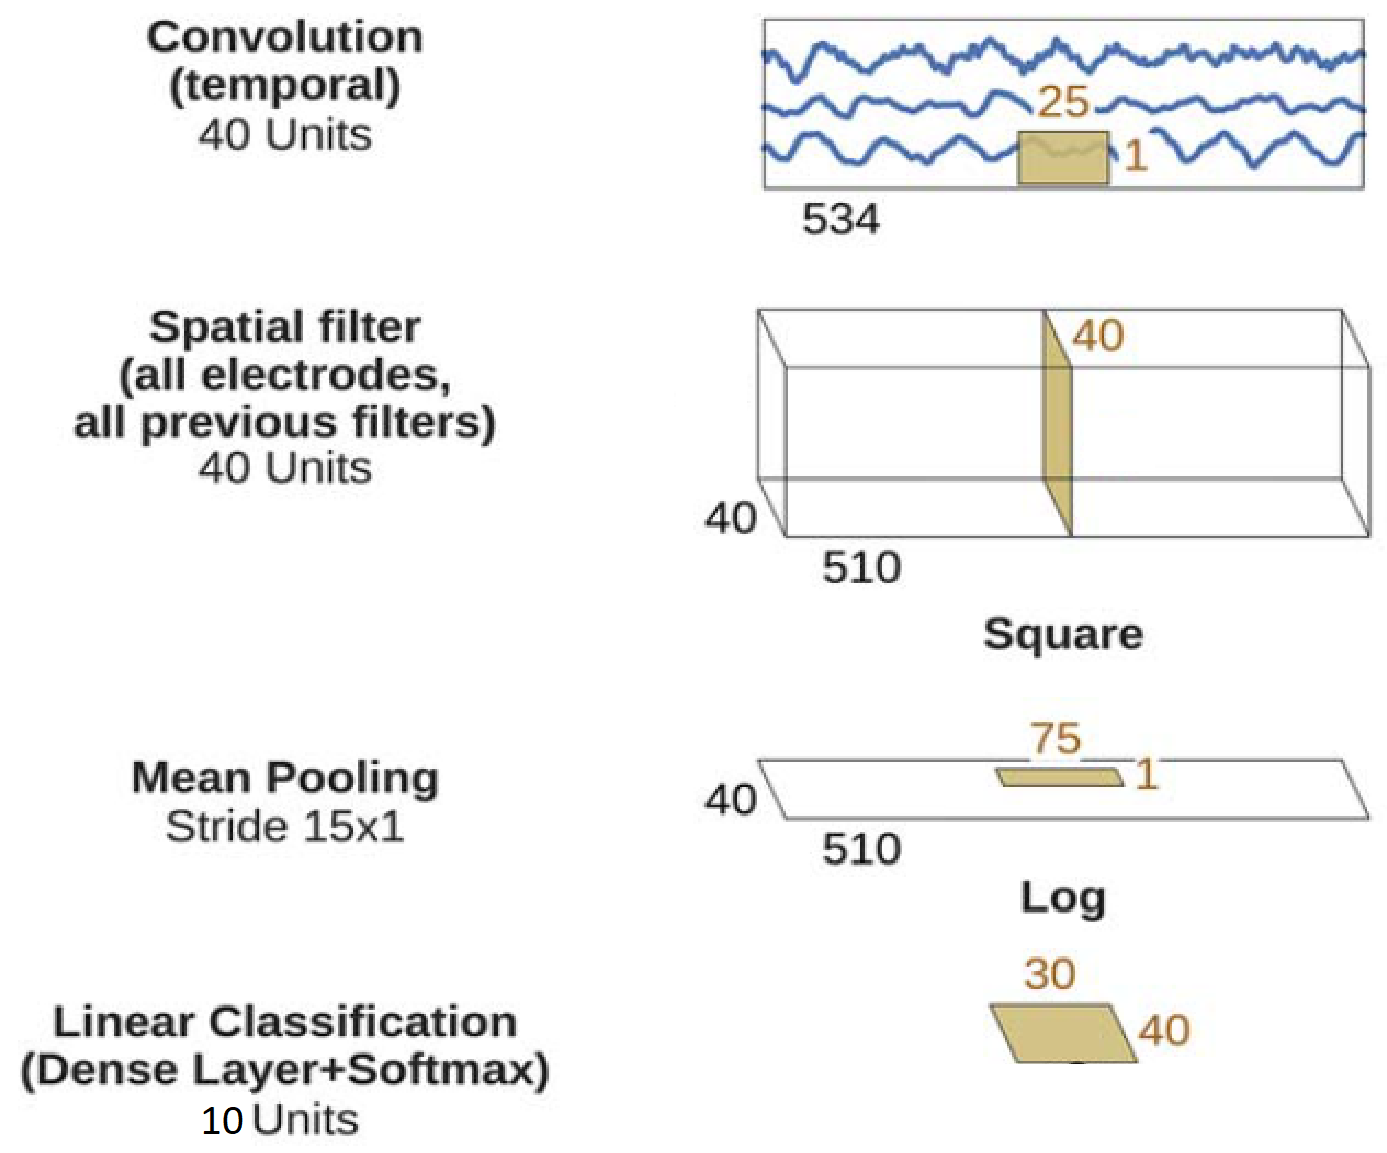 Convolution
(temporal)
40 Units
25
1
534
Spatial filter
(all electrodes,
all previous filters)
40 Units
40
40
510
Square
Mean Pooling
Stride 15x1
75
1
40
510
Log
Linear Classification
(Dense Layer+Softmax)
10 Units
30
40